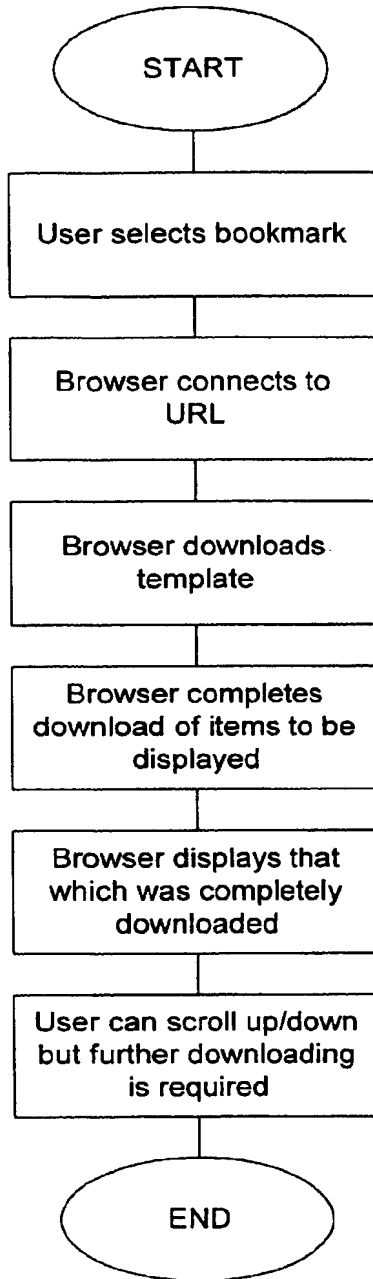 START
User selects bookmark
Browser connects to
URL
Browser downloads
template
Browser completes
download of items to be
displayed
Browser displays that
which was completely
downloaded
User can scroll up/down
but further downloading
is required
END